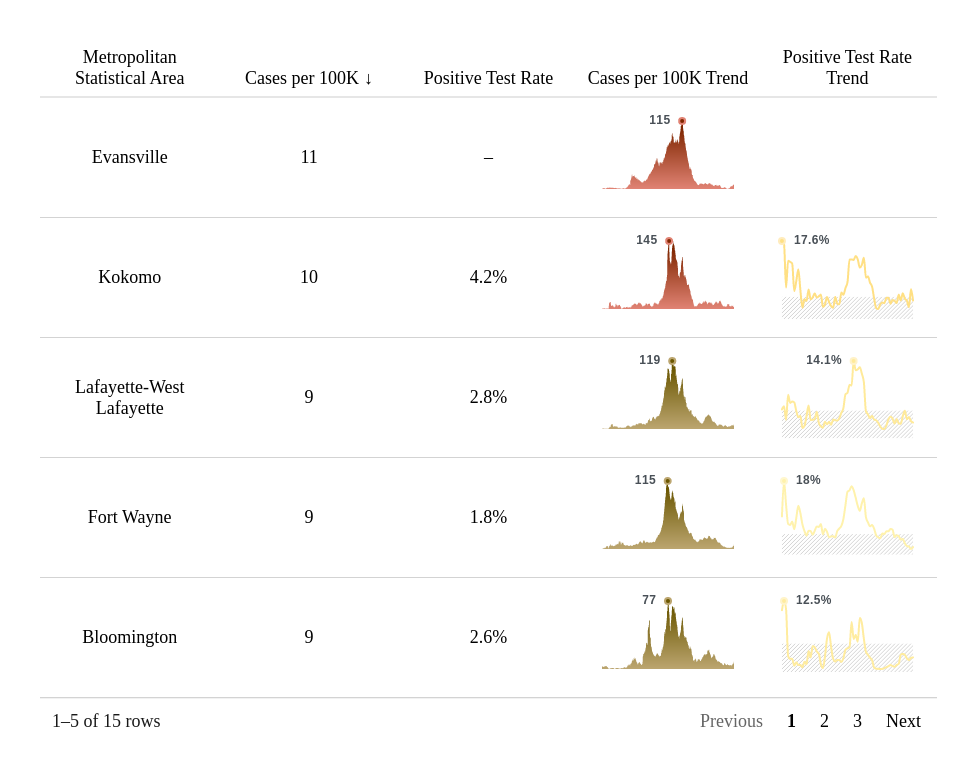 Metropolitan
Statistical Area
Cases per 100K ↓
Positive Test Rate
Cases per 100K Trend
Positive Test Rate
Trend
Evansville
11
–
115
Kokomo
10
4.2%
145
17.6%
Lafayette-West
Lafayette
9
2.8%
119
14.1%
Fort Wayne
9
1.8%
115
18%
Bloomington
9
2.6%
77
12.5%
1–5 of 15 rows
Previous 1 2 3 Next